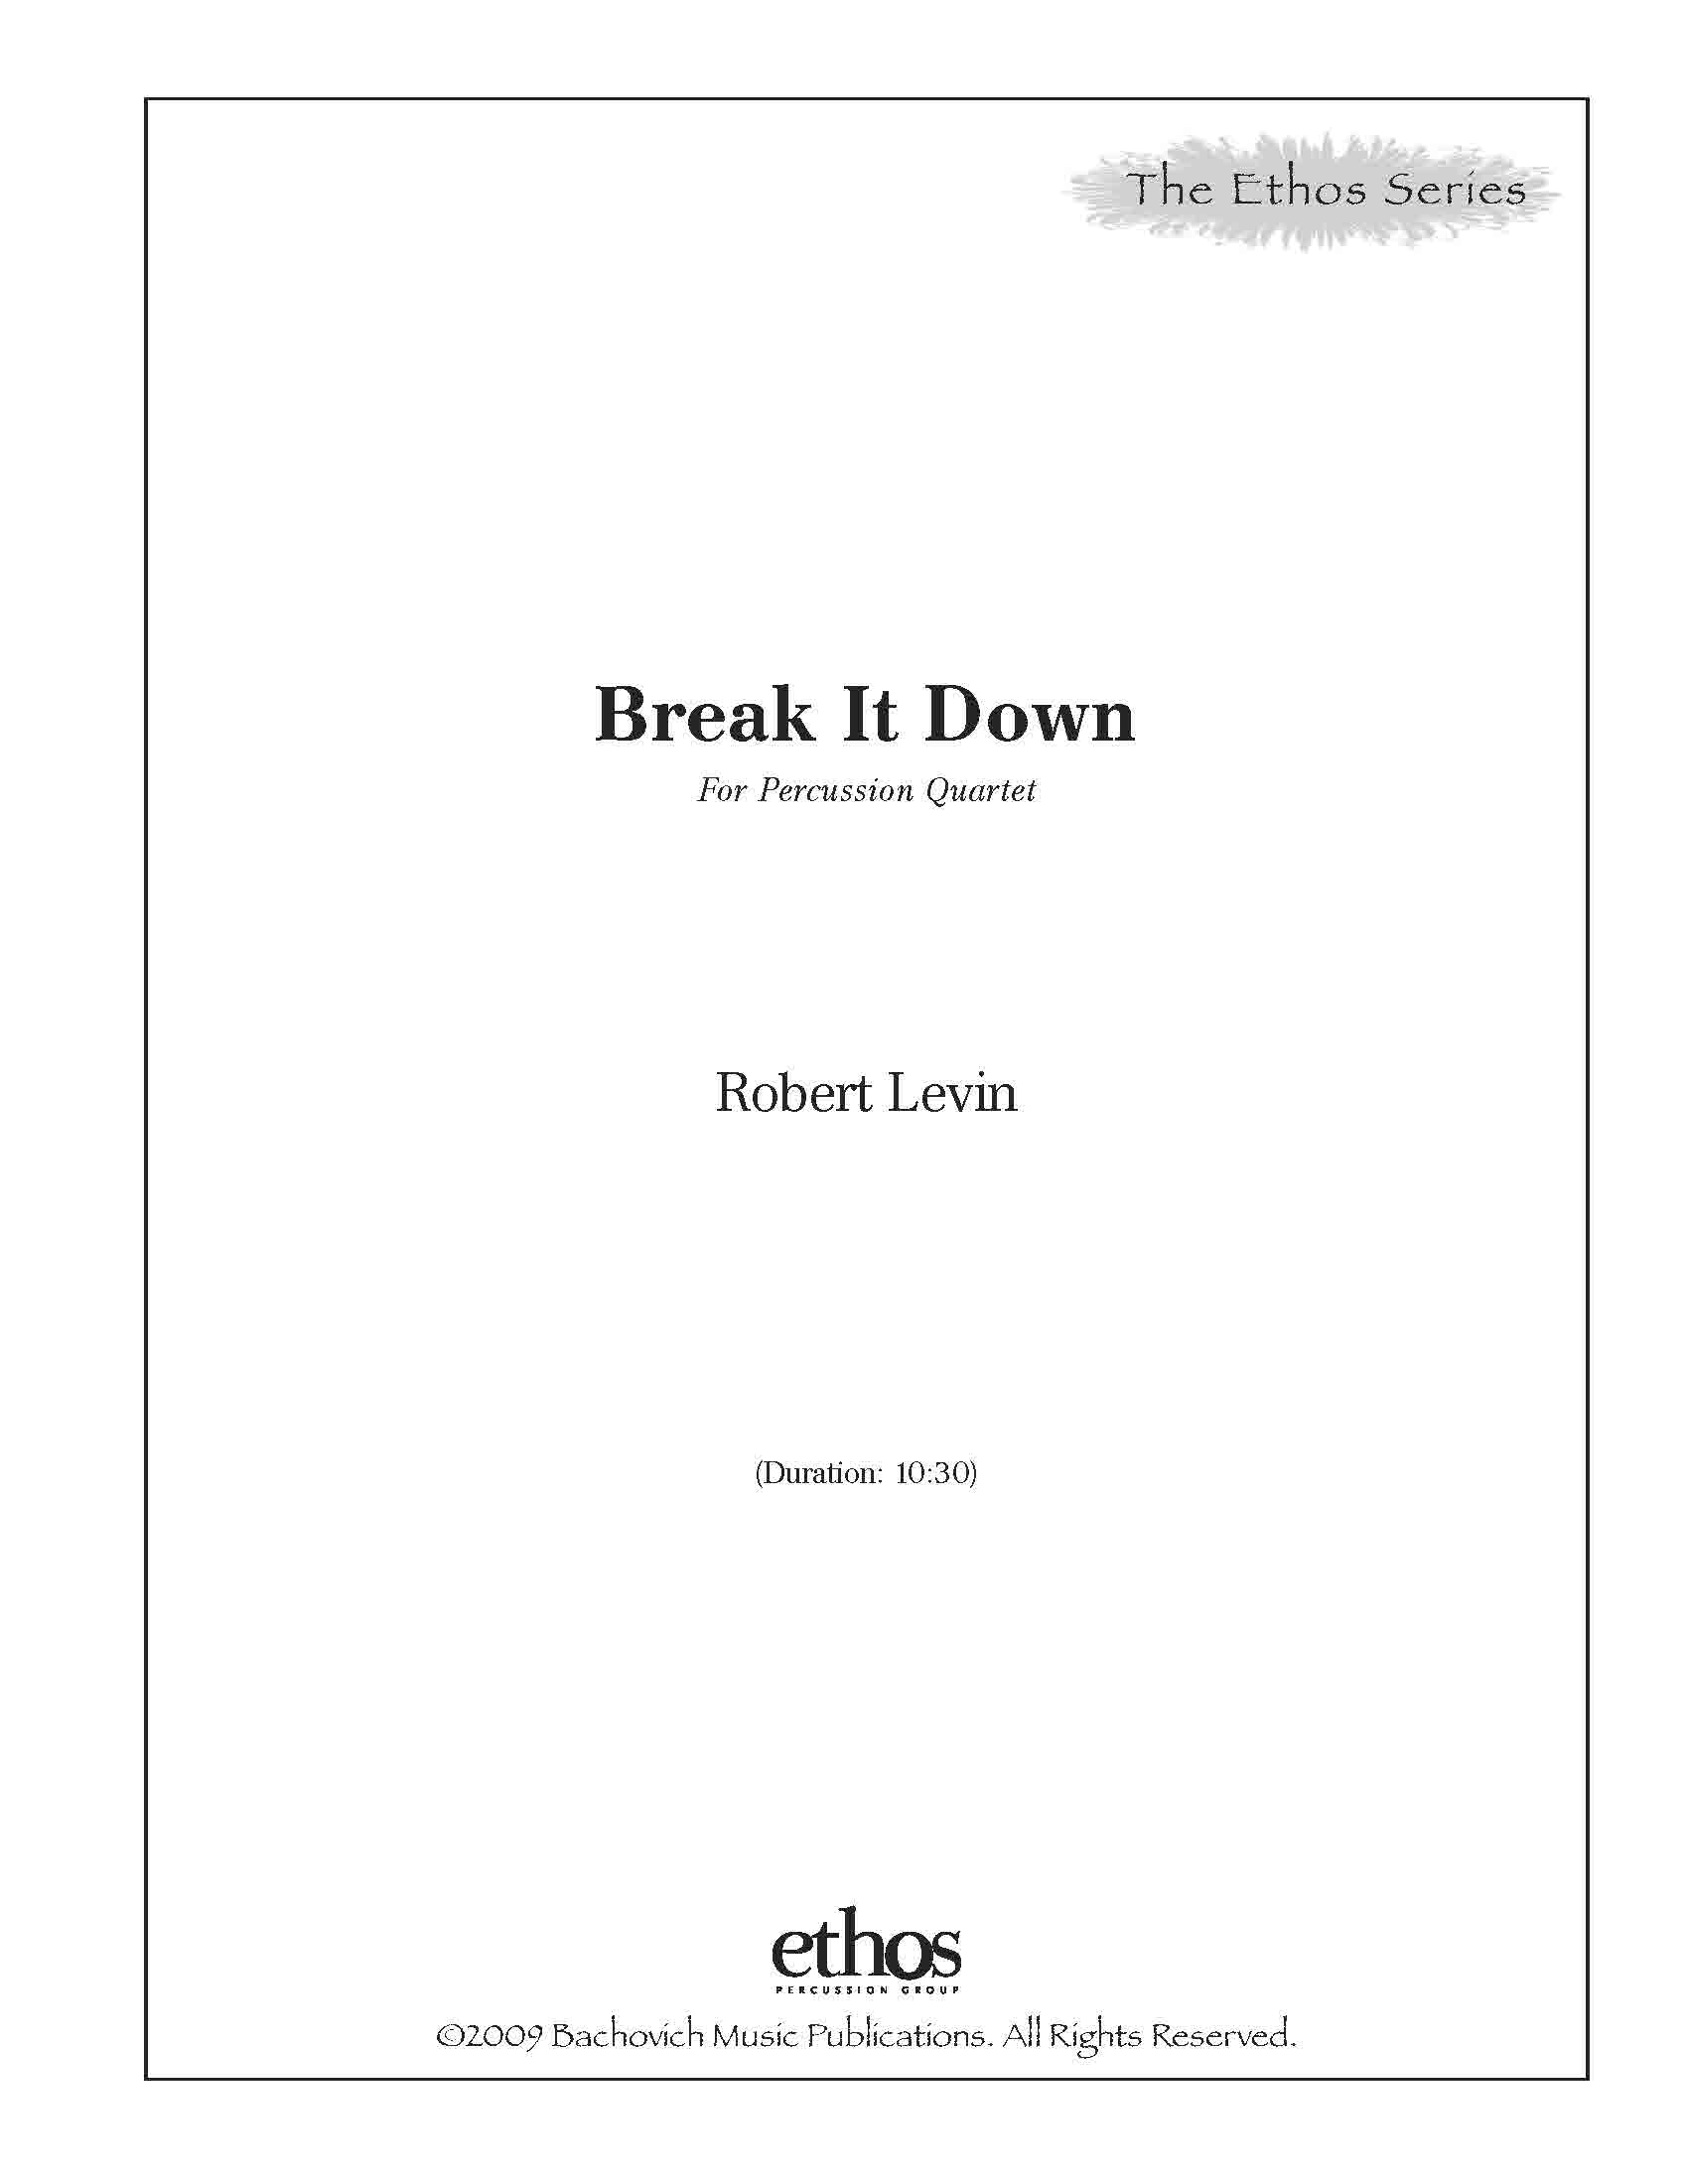 The Ethos Series
Break It Down
For Percussion Quartet
Robert Levin
(Duration: 10:30)
ethos
PERCUSSION GROUP
©2009 Bachovich Music Publications. All Rights Reserved.